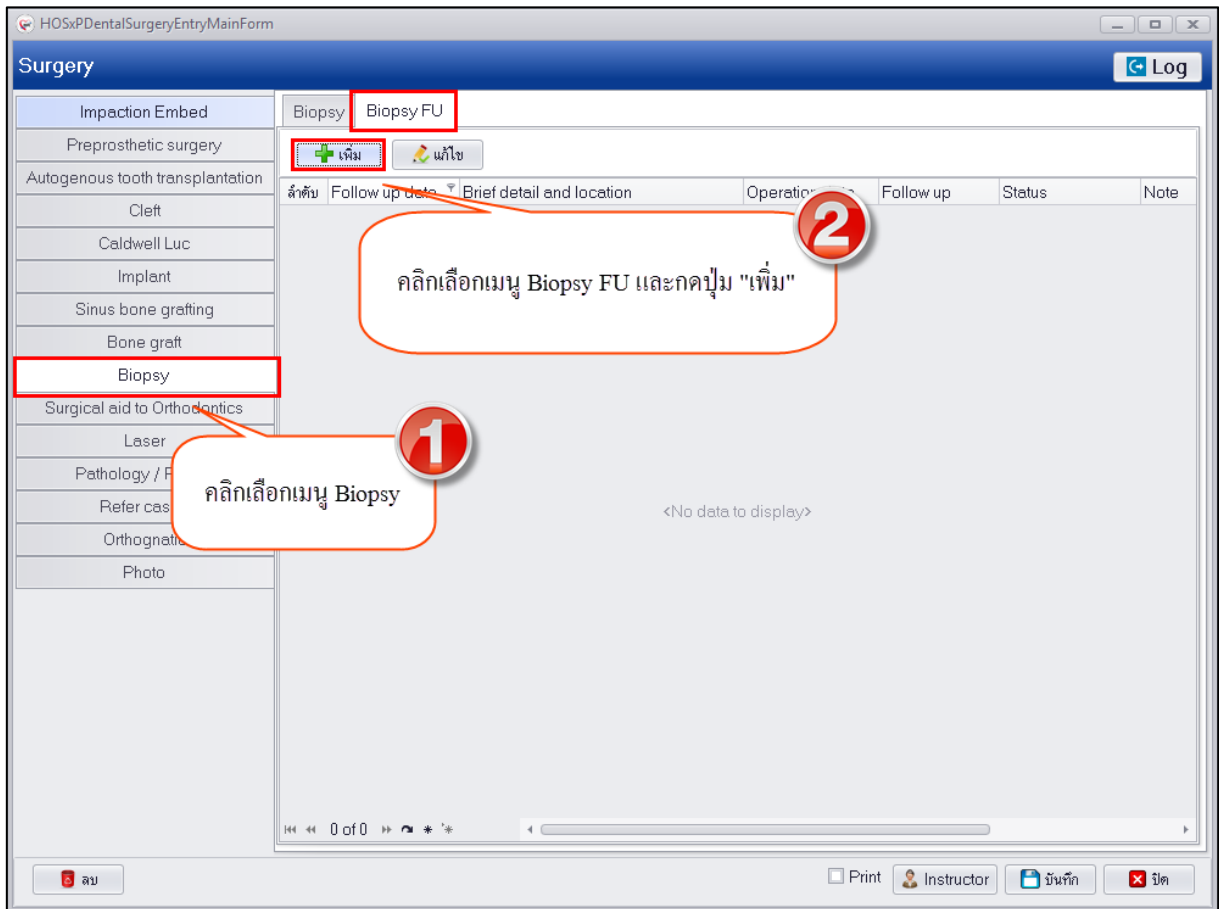 HOSxPDentalSurgeryEntryMainForm
Surgery
Log
Impaction Embed
Preprosthetic surgery
Autogenous tooth transplantation
Cleft
Caldwell Luc
Implant
Sinus bone grafting
Bone graft
Biopsy
Surgical aid to Orthodontics
Laser
Pathology /
Refer
Photo
Biopsy Biopsy FU
เพิ่ม แก้ไข
ลำดับ Follow up date Brief detail and location Operation Follow up Status Note
2
คลิกเลือกเมนู Biopsy FU และกดปุ่ม "เพิ่ม"
1
คลิกเลือกเมนู Biopsy
<No data to display>
0 of 0
ลบ Print Instructor บันทึก ปิด